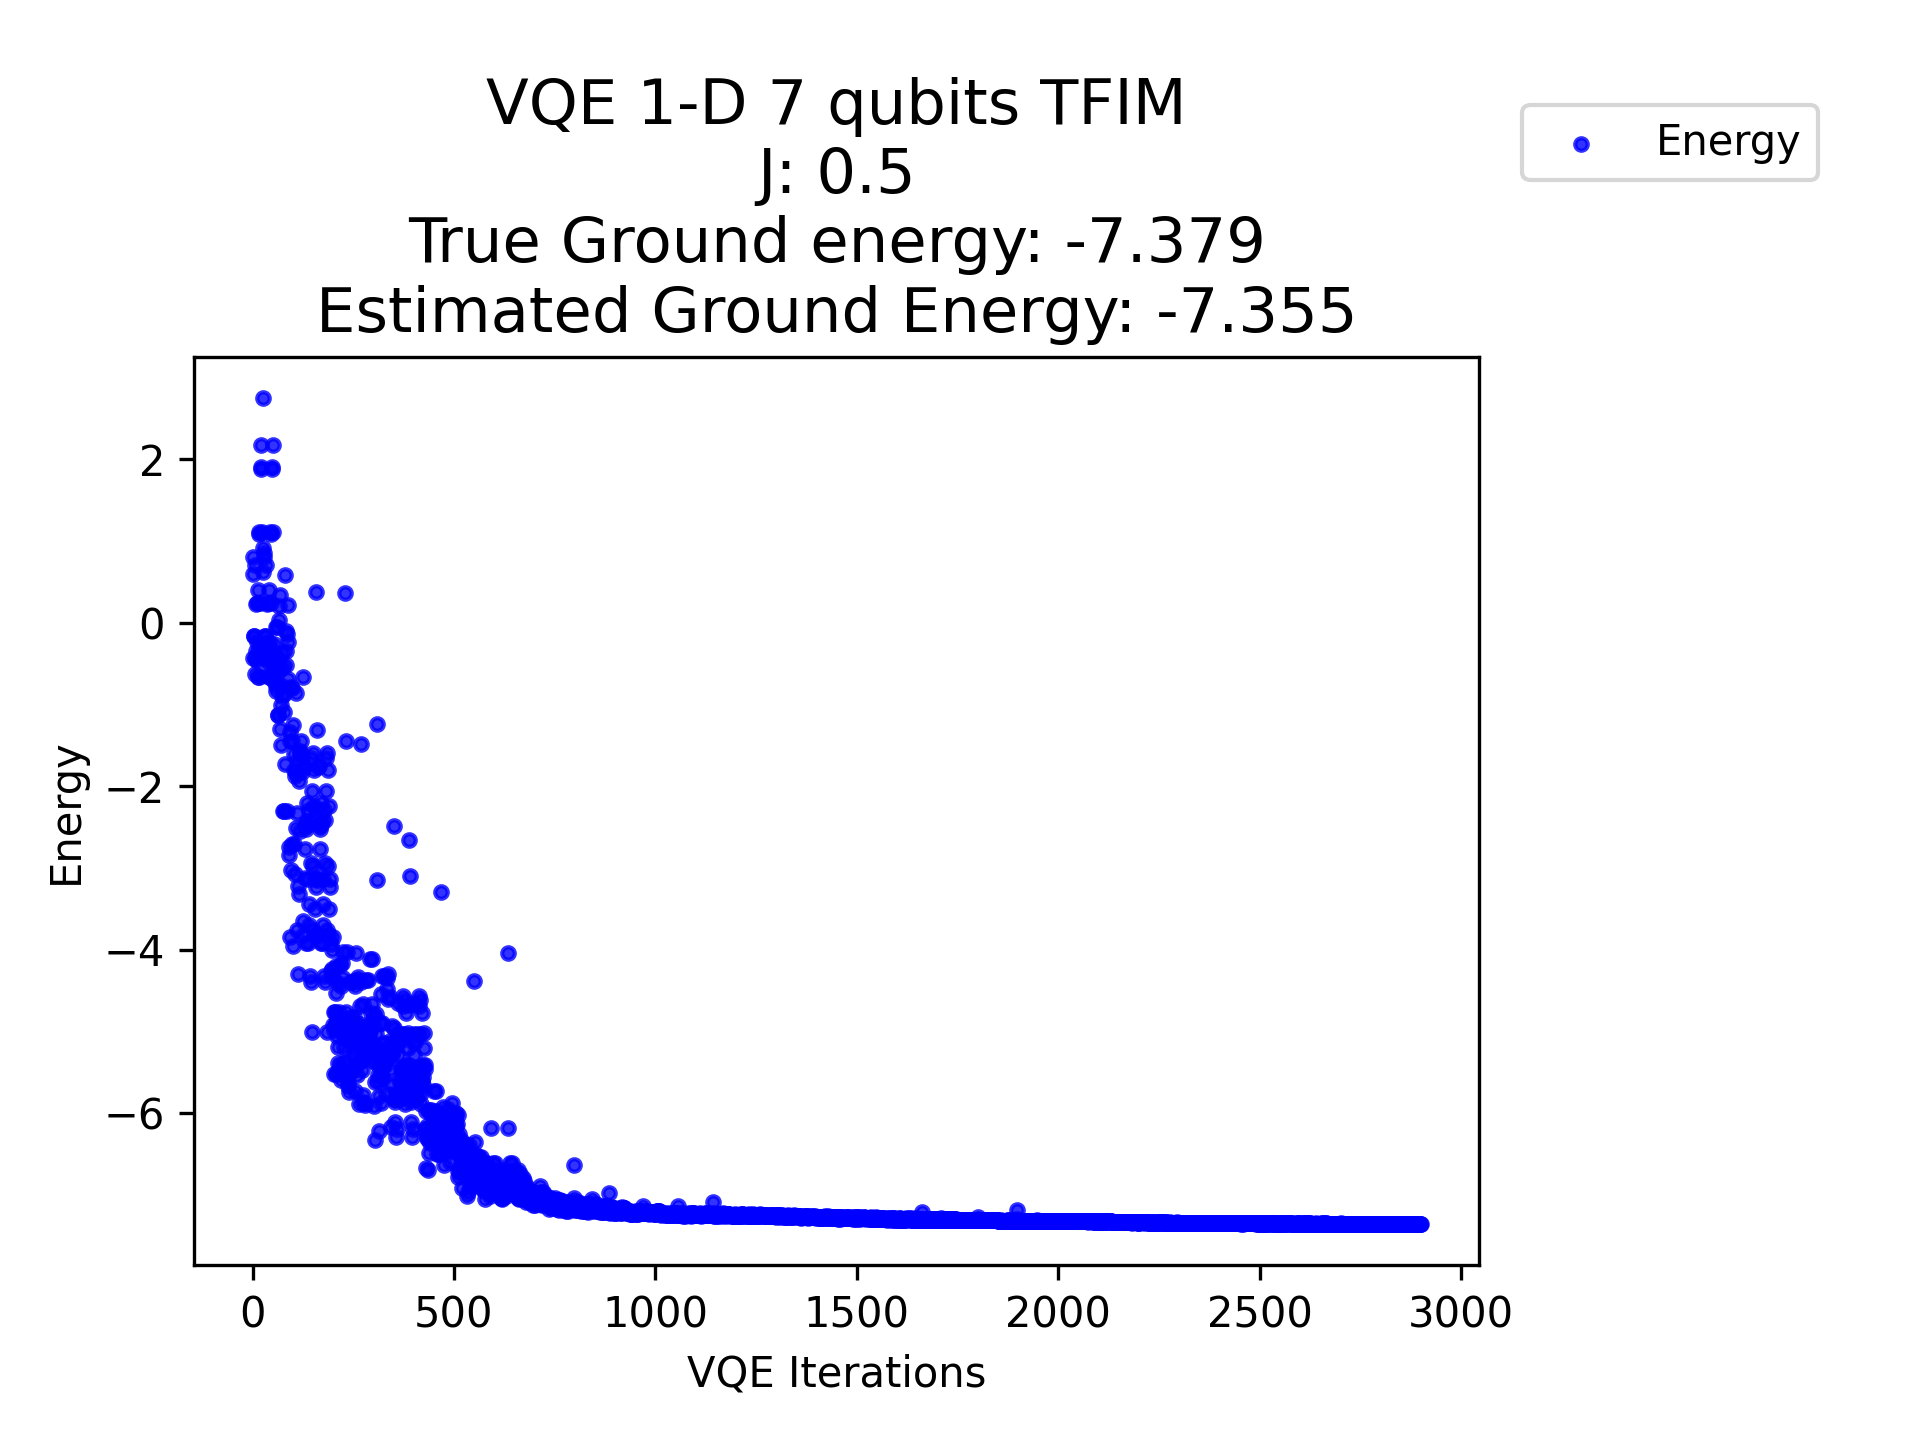 VQE 1-D 7 qubits TFIM
J: 0.5
True Ground energy: -7.379
Estimated Ground Energy: -7.355
Energy
2
0
−2
−4
−6
Energy
0 500 1000 1500 2000 2500 3000
VQE Iterations